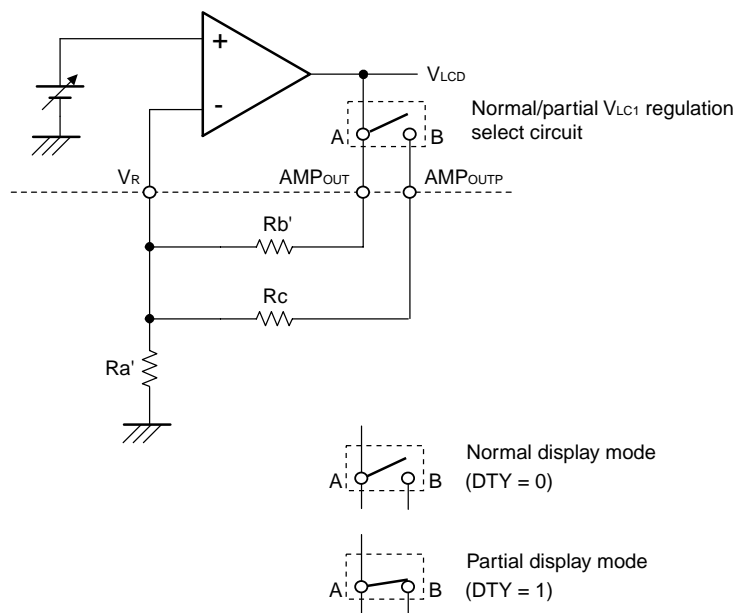 +
-
VLCD
Normal/partial VLC1 regulation
select circuit
A
B
VR
AMPOUT
AMPOUTP
Rb'
Rc
Ra'
A
B
Normal display mode
(DTY = 0)
A
B
Partial display mode
(DTY = 1)